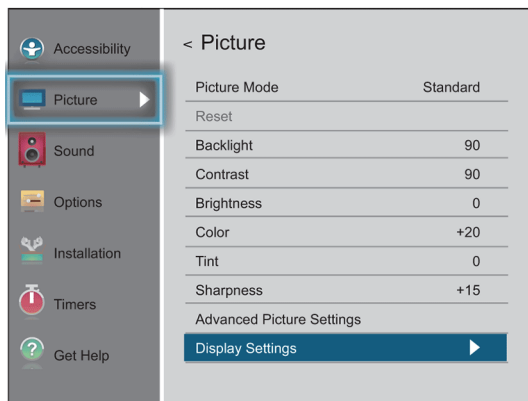 Accessibility
Picture
Sound
Options
Installation
Timers
? Get Help
< Picture
Picture Mode Standard
Reset
Backlight 90
Contrast 90
Brightness 0
Color +20
Tint 0
Sharpness +15
Advanced Picture Settings
Display Settings